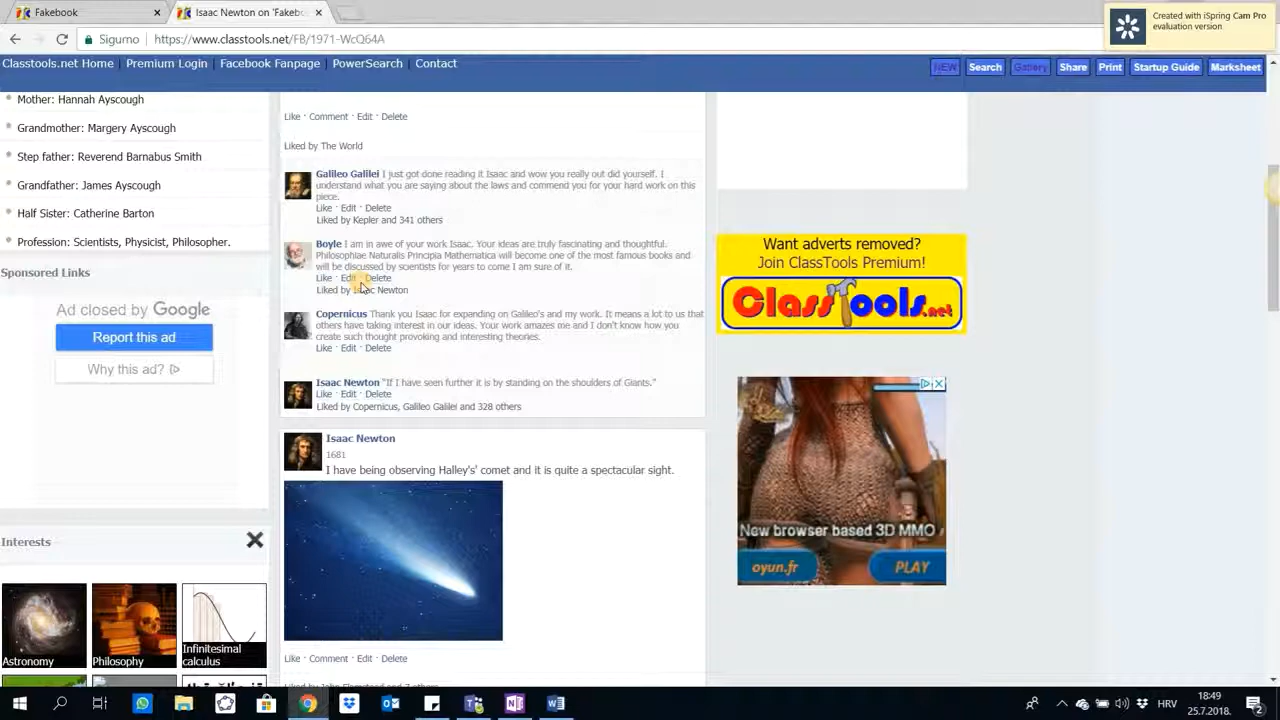 Fakebook
Isaac Newton on 'Fakebo
Created with iSpring Cam Pro
evaluation version
Sigurno
https://www.classtools.net/FB/1971-WcQ64A
Classtools.net Home
Premium Login
Facebook Fanpage
PowerSearch
Contact
NEW
Search
Gallery
Share
Print
Startup Guide
Marksheet
Mother: Hannah Ayscough
Grandmother: Margery Ayscough
Step father: Reverend Barnabus Smith
Grandfather: James Ayscough
Half Sister: Catherine Barton
Profession: Scientists, Physicist, Philosopher.
Sponsored Links
Ad closed by Google
Report this ad
Why this ad?
Interests
Astronomy
Philosophy
Infinitesimal
calculus
Like · Comment · Edit · Delete
Liked by The World
Galileo Galilei I just got done reading it Isaac and wow you really out did yourself. I
understand what you are saying about the laws and commend you for your hard work on this
piece.
Like · Edit · Delete
Liked by Kepler and 341 others
Boyle I am in awe of your work Isaac. Your ideas are truly fascinating and thoughtful.
Philosophiae Naturalis Principia Mathematica will become one of the most famous books and
will be discussed by scientists for years to come I am sure of it.
Like · Edit · Delete
Liked by Isaac Newton
Copernicus Thank you Isaac for expanding on Galileo's and my work. It means a lot to us that
others have taking interest in our ideas. Your work amazes me and I don't know how you
create such thought provoking and interesting theories.
Like · Edit · Delete
Isaac Newton "If I have seen further it is by standing on the shoulders of Giants."
Like · Edit · Delete
Liked by Copernicus, Galileo Galilei and 328 others
Isaac Newton
1681
I have being observing Halley's' comet and it is quite a spectacular sight.
Like · Comment · Edit · Delete
Liked by John Flamsteed and 7 others
Want adverts removed?
Join ClassTools Premium!
ClassTools.net
New browser based 3D MMO
oyun.fr
PLAY
HRV
18:49
25.7.2018.
2